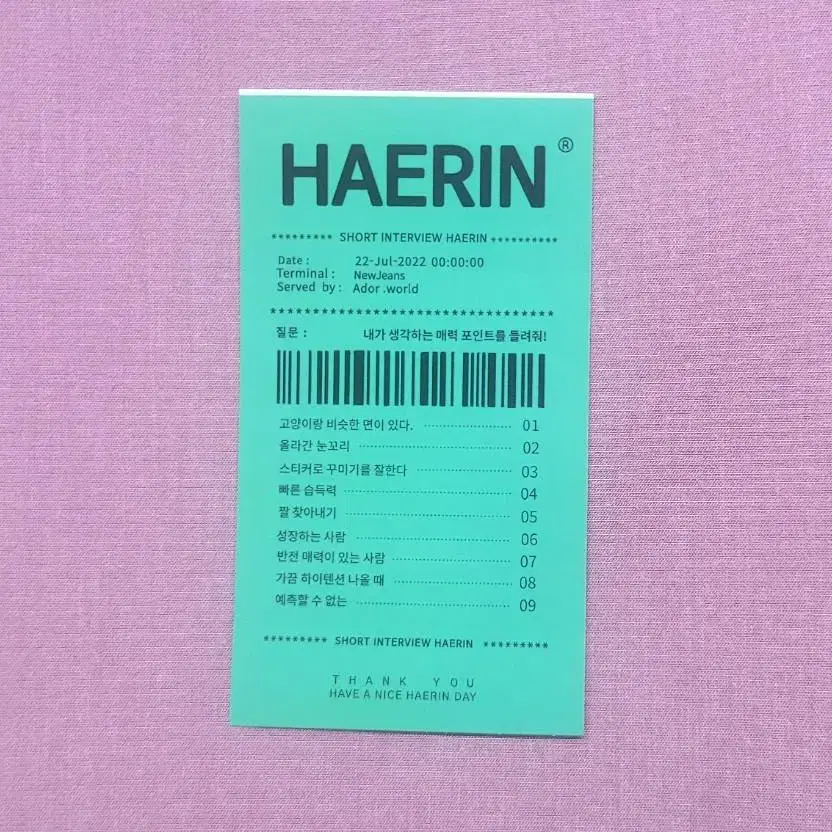 HAERIN®
********* SHORT INTERVIEW HAERIN **********
Date : 22-Jul-2022 00:00:00
Terminal : NewJeans
Served by : Ador .world
******************************
질문 : 내가 생각하는 매력 포인트를 들려줘!
고양이랑 비슷한 면이 있다. 01
올라간 눈꼬리 02
스티커로 꾸미기를 잘한다 03
빠른 습득력 04
짤 찾아내기 05
성장하는 사람 06
반전 매력이 있는 사람 07
가끔 하이텐션 나올 때 08
예측할 수 없는 09
********* SHORT INTERVIEW HAERIN *********
THANK YOU
HAVE A NICE HAERIN DAY